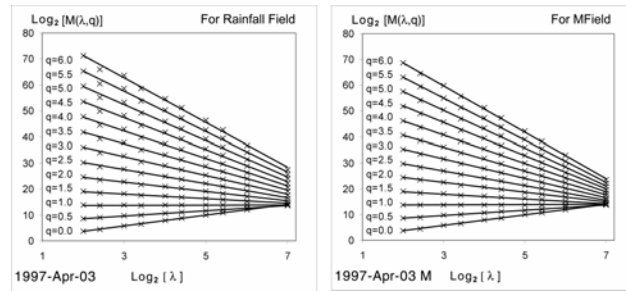 Log₂ [M(λ,q)] For Rainfall Field
80
70
60
50
40
30
20
10
0
q=6.0
q=5.5
q=5.0
q=4.5
q=4.0
q=3.5
q=3.0
q=2.5
q=2.0
q=1.5
q=1.0
q=0.5
q=0.0
1 3 5 7
1997-Apr-03 Log₂ [λ]
Log₂ [M(λ,q)] For MField
80
70
60
50
40
30
20
10
0
q=6.0
q=5.5
q=5.0
q=4.5
q=4.0
q=3.5
q=3.0
q=2.5
q=2.0
q=1.5
q=1.0
q=0.5
q=0.0
1 3 5 7
1997-Apr-03 M Log₂ [λ]